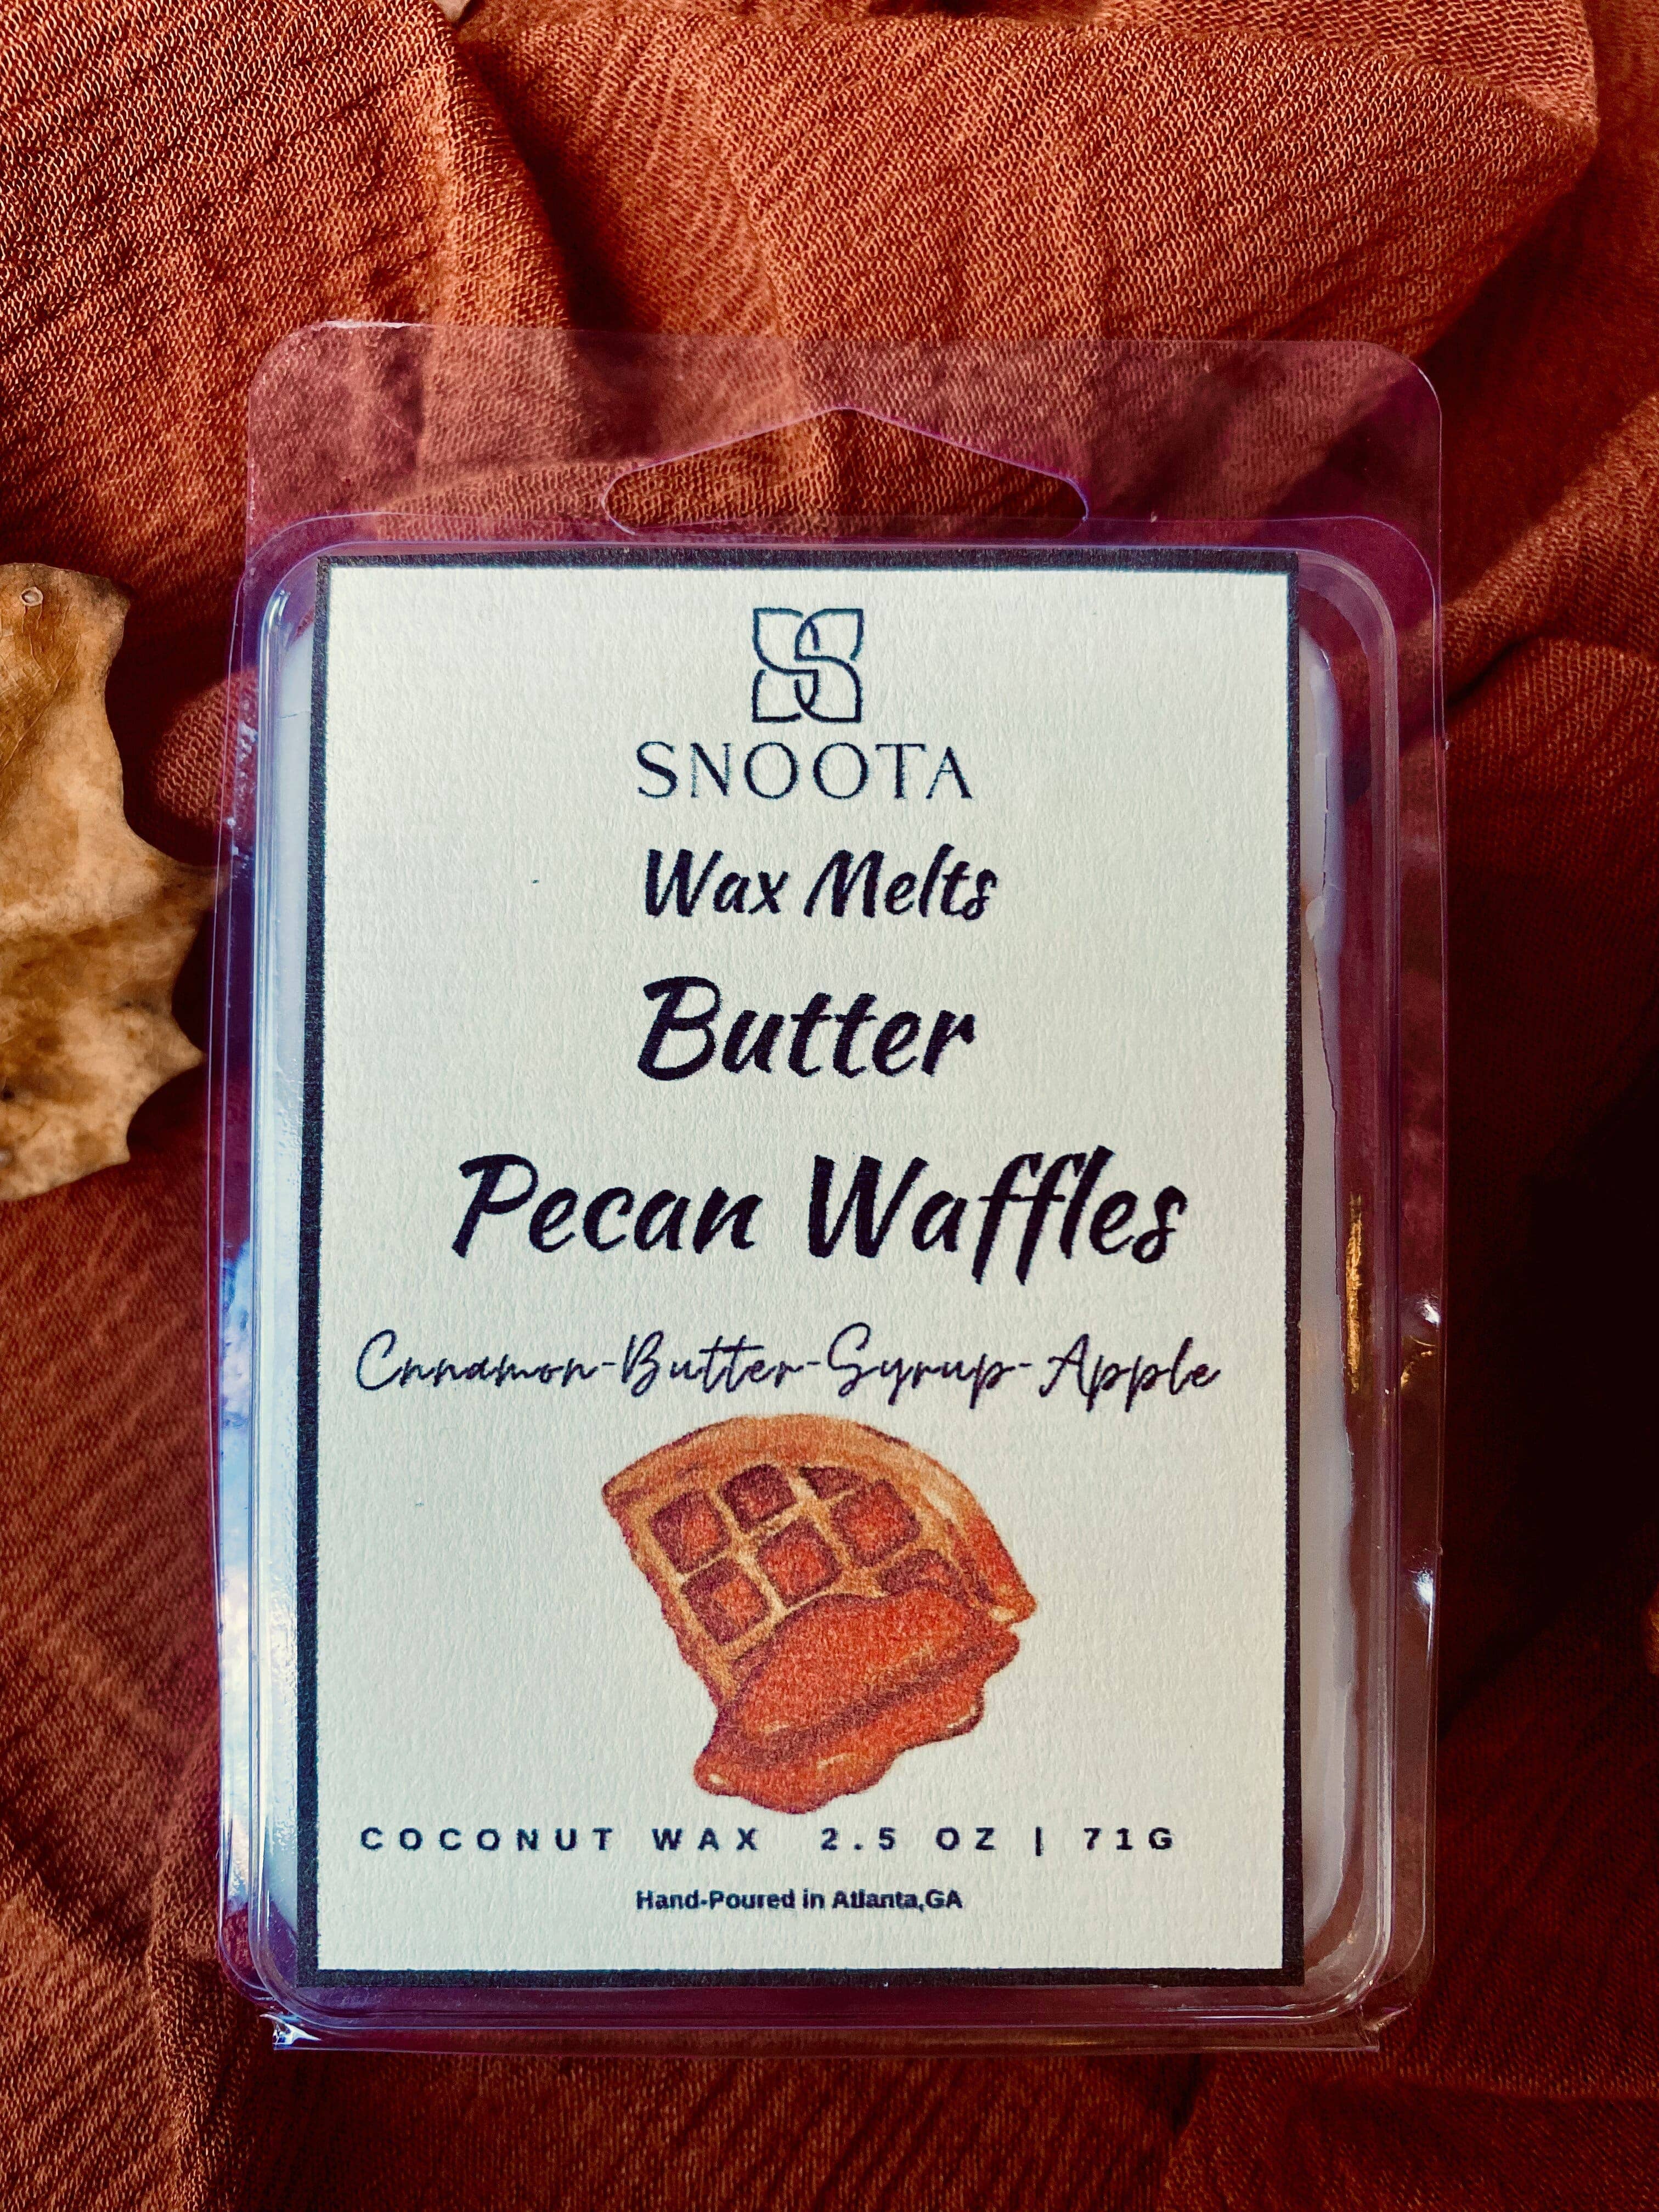 SNOOTA
Wax Melts
Butter
Pecan Waffles
Cnnamon-Butter-Syrup-Apple
COCONUT WAX 2.5 OZ | 71G
Hand-Poured in Atlanta,GA